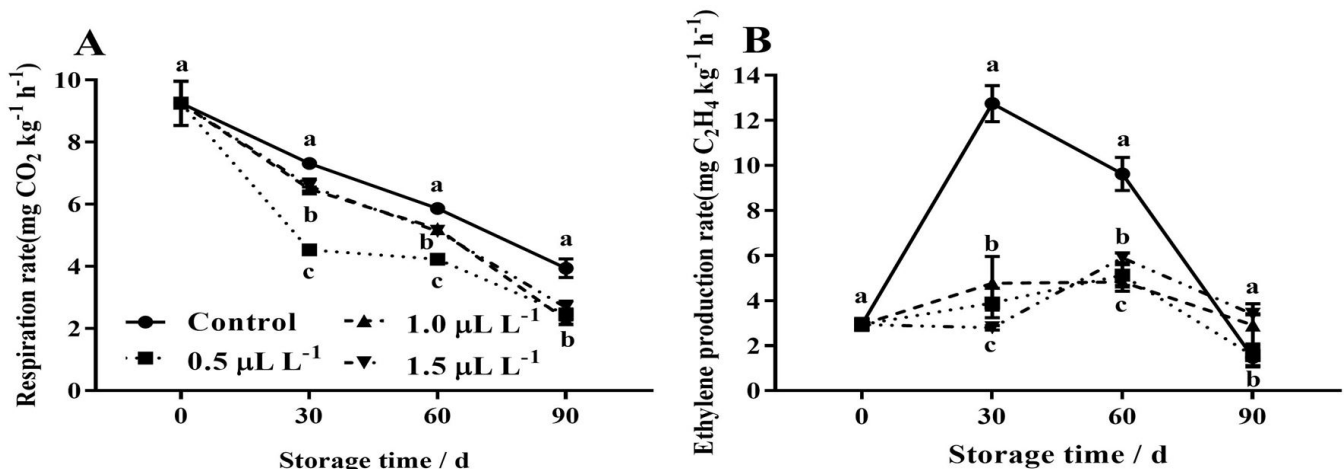 A
Respiration rate(mg CO₂ kg⁻¹ h⁻¹)
10
8
6
4
2
0
a
a
b
c
a
b
c
a
b
Control
0.5 µL L⁻¹
1.0 µL L⁻¹
1.5 µL L⁻¹
0
30
60
90
Storage time / d
B
Ethylene production rate(mg C₂H₄ kg⁻¹ h⁻¹)
14
12
10
8
6
4
2
0
a
a
b
c
a
b
c
a
b
0
30
60
90
Storage time / d